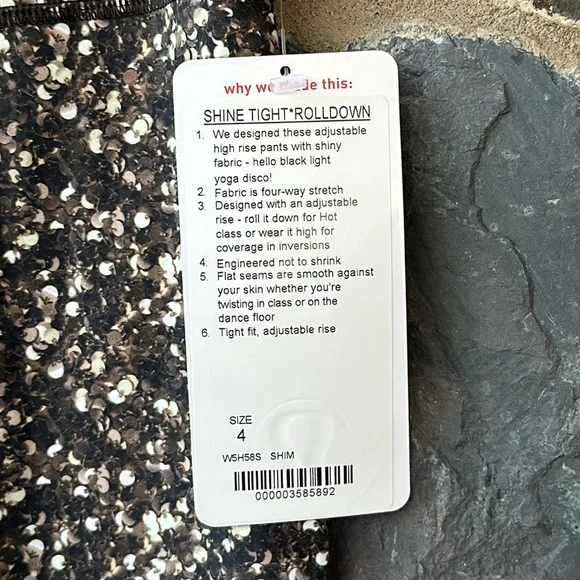 why we made this:
SHINE TIGHT*ROLLDOWN
1. We designed these adjustable
high rise pants with shiny
fabric - hello black light
yoga disco!
2. Fabric is four-way stretch
3. Designed with an adjustable
rise - roll it down for Hot
class or wear it high for
coverage in inversions
4. Engineered not to shrink
5. Flat seams are smooth against
your skin whether you're
twisting in class or on the
dance floor
6. Tight fit, adjustable rise
SIZE
4
W5H58S SHIM
000003585892